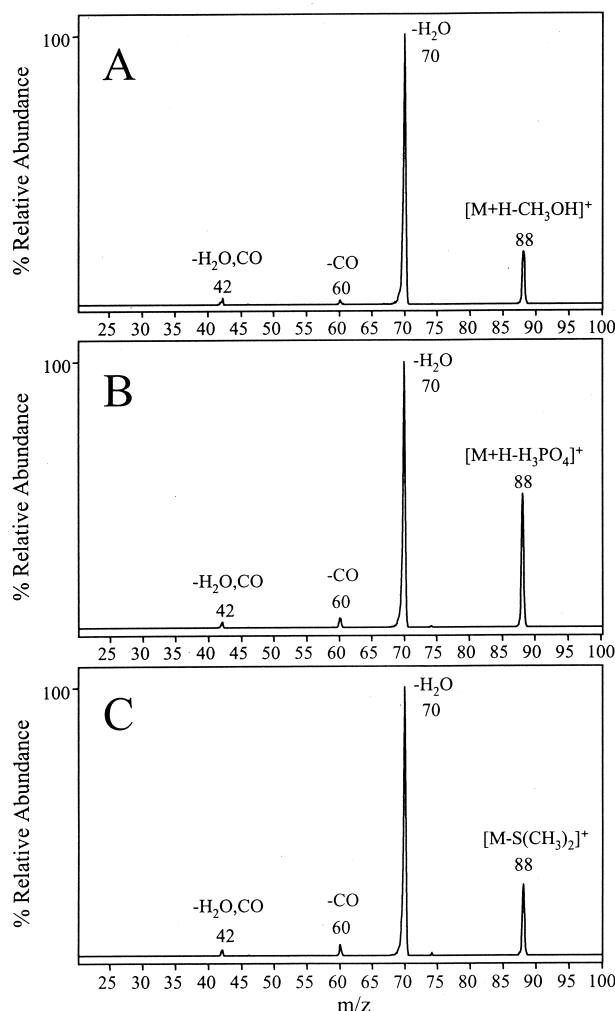 % Relative Abundance
100
A
-H₂O
70
[M+H-CH₃OH]⁺
88
-H₂O,CO
42
-CO
60
25 30 35 40 45 50 55 60 65 70 75 80 85 90 95 100
% Relative Abundance
100
B
-H₂O
70
[M+H-H₃PO₄]⁺
88
-H₂O,CO
42
-CO
60
25 30 35 40 45 50 55 60 65 70 75 80 85 90 95 100
% Relative Abundance
100
C
-H₂O
70
[M-S(CH₃)₂]⁺
88
-H₂O,CO
42
-CO
60
25 30 35 40 45 50 55 60 65 70 75 80 85 90 95 100
m/z